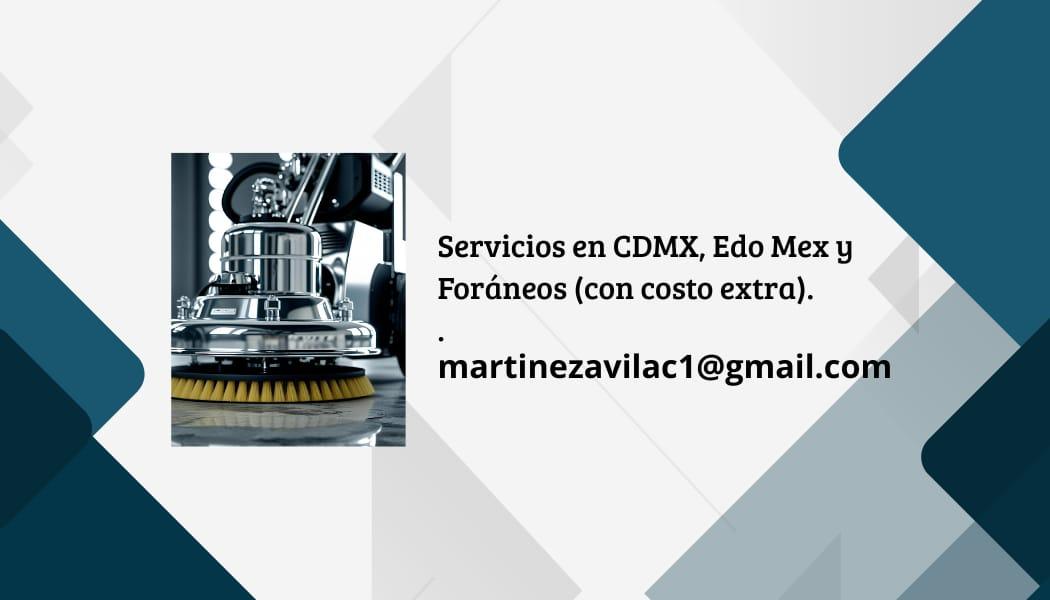 Servicios en CDMX, Edo Mex y
Foráneos (con costo extra).
.
martinezavilac1@gmail.com